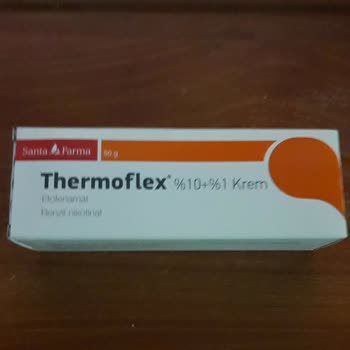 Santa Farma
50 g
Thermoflex® %10+%1 Krem
Etofenamat
Benzil nikotinat